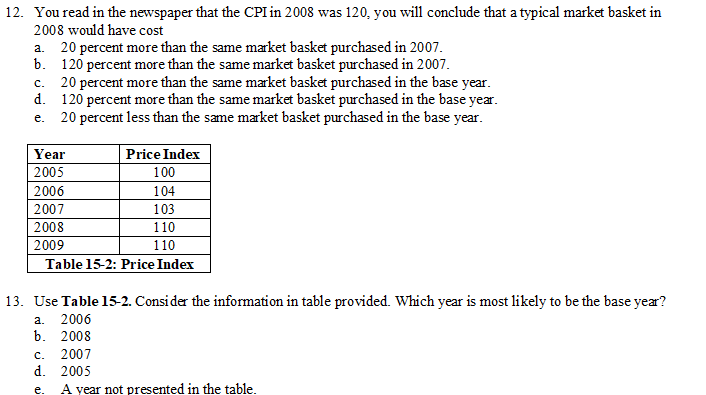 12. You read in the newspaper that the CPI in 2008 was 120, you will conclude that a typical market basket in
2008 would have cost
a. 20 percent more than the same market basket purchased in 2007.
b. 120 percent more than the same market basket purchased in 2007.
c. 20 percent more than the same market basket purchased in the base year.
d. 120 percent more than the same market basket purchased in the base year.
e. 20 percent less than the same market basket purchased in the base year.
Year Price Index
2005 100
2006 104
2007 103
2008 110
2009 110
Table 15-2: Price Index
13. Use Table 15-2. Consider the information in table provided. Which year is most likely to be the base year?
a. 2006
b. 2008
c. 2007
d. 2005
e. A year not presented in the table.